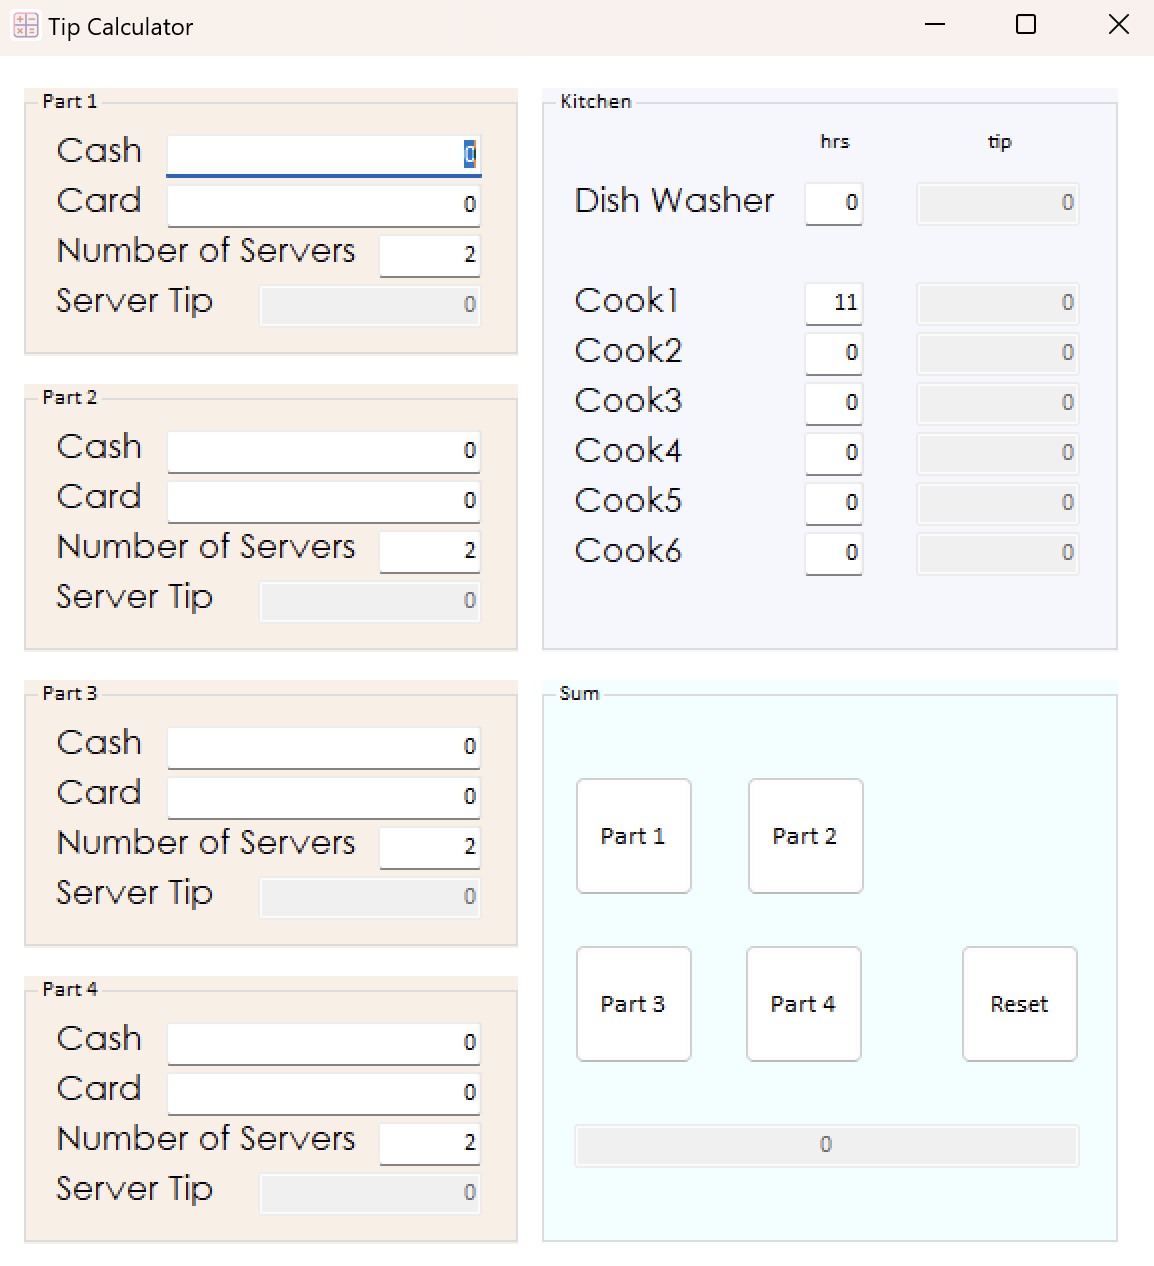 Tip Calculator
Part 1
Cash 0
Card 0
Number of Servers 2
Server Tip 0
Part 2
Cash 0
Card 0
Number of Servers 2
Server Tip 0
Part 3
Cash 0
Card 0
Number of Servers 2
Server Tip 0
Part 4
Cash 0
Card 0
Number of Servers 2
Server Tip 0
Kitchen
hrs tip
Dish Washer 0 0
Cook1 11 0
Cook2 0 0
Cook3 0 0
Cook4 0 0
Cook5 0 0
Cook6 0 0
Sum
Part 1 Part 2
Part 3 Part 4 Reset
0